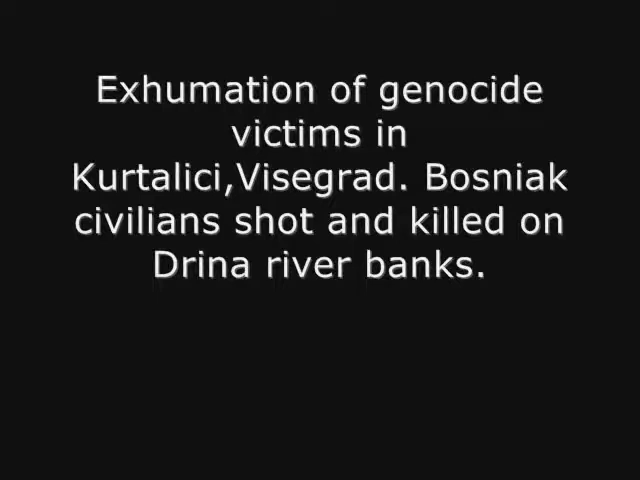 Exhumation of genocide
victims in
Kurtalici,Visegrad. Bosniak
civilians shot and killed on
Drina river banks.